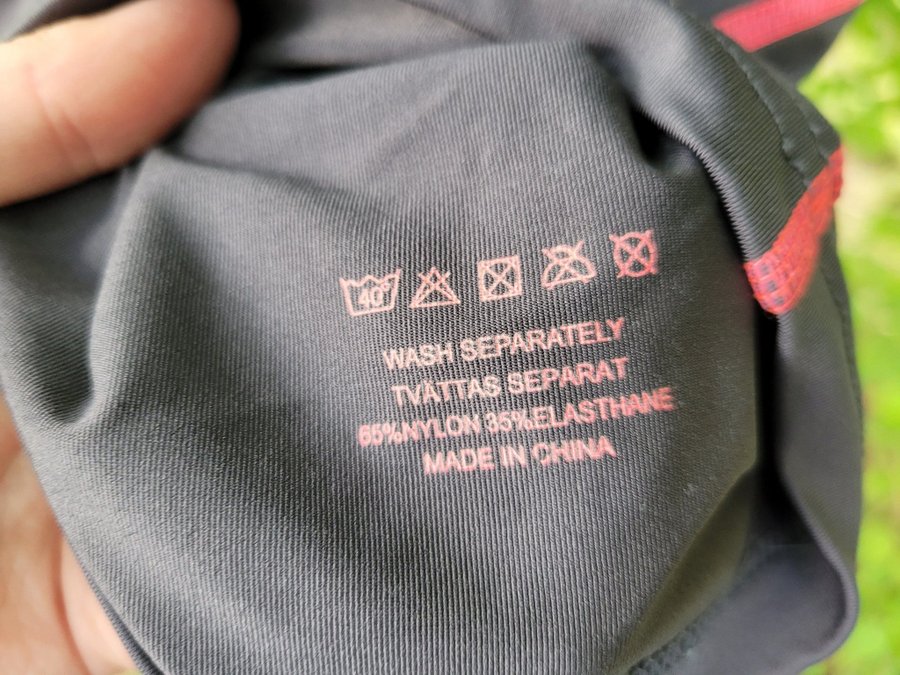 40°
WASH SEPARATELY
TVÄTTAS SEPARAT
65%NYLON 35%ELASTHANE
MADE IN CHINA